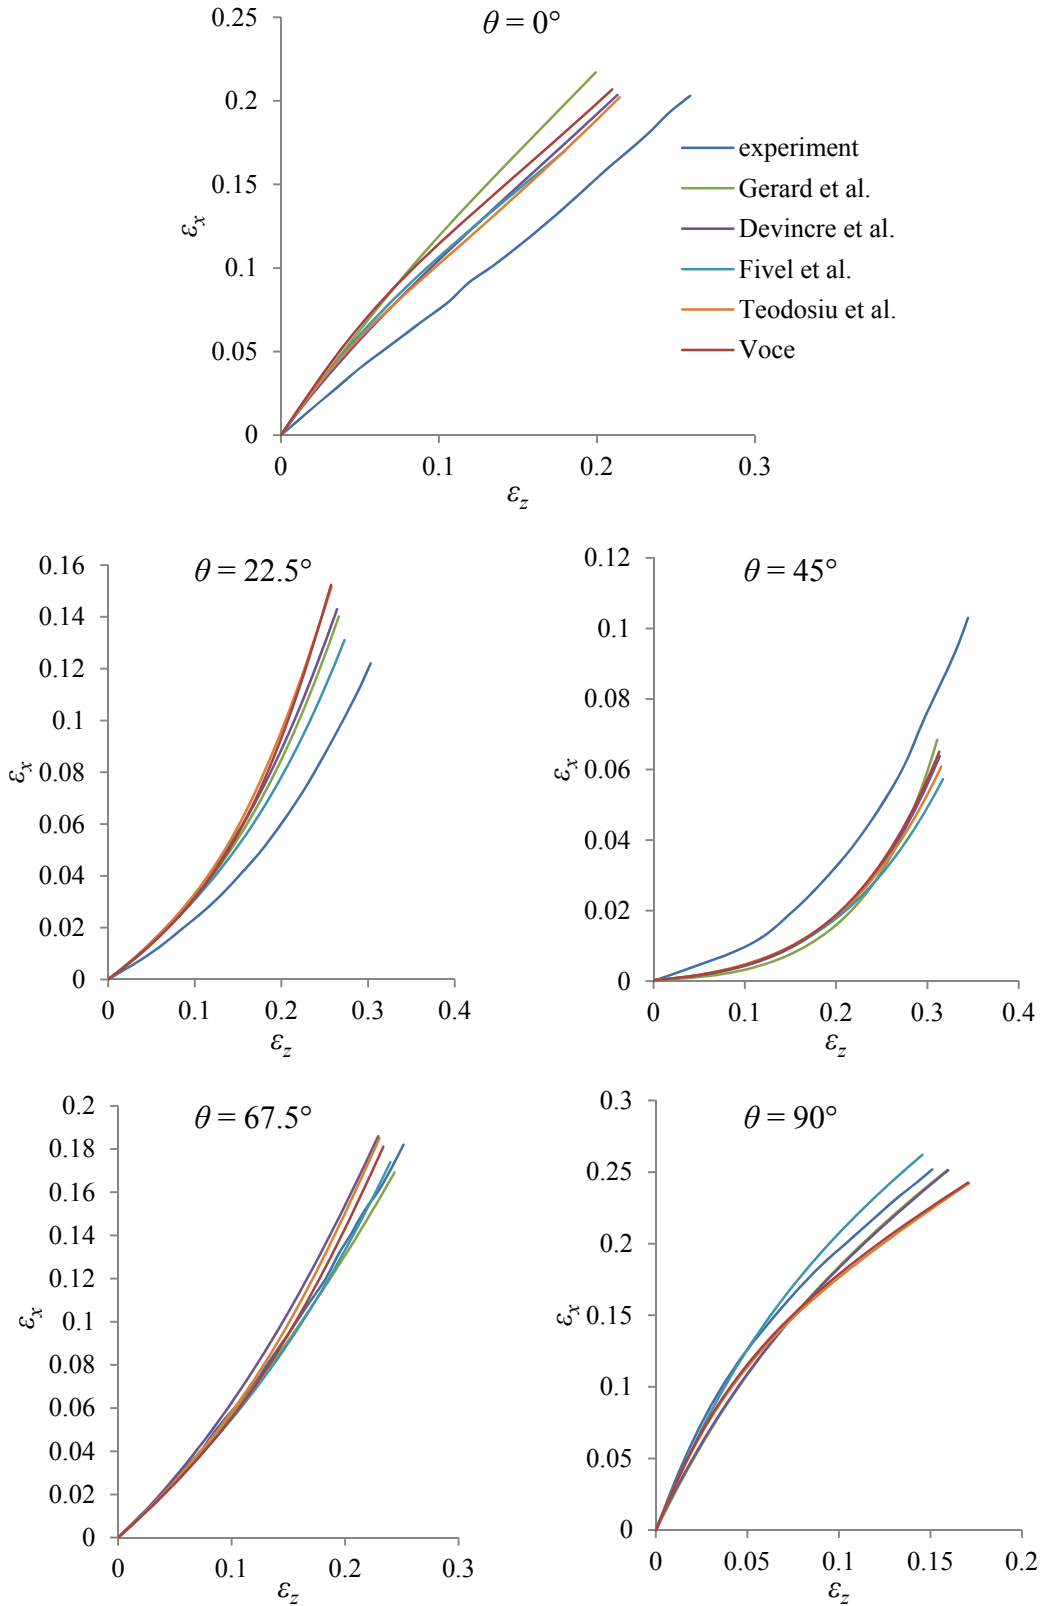 θ = 0°
0.25
0.2
0.15
0.1
0.05
0
εx
0 0.1 0.2 0.3
εz
experiment
Gerard et al.
Devincre et al.
Fivel et al.
Teodosiu et al.
Voce
θ = 22.5°
0.16
0.14
0.12
0.1
0.08
0.06
0.04
0.02
0
εx
0 0.1 0.2 0.3 0.4
εz
θ = 45°
0.12
0.1
0.08
0.06
0.04
0.02
0
εx
0 0.1 0.2 0.3 0.4
εz
θ = 67.5°
0.2
0.18
0.16
0.14
0.12
0.1
0.08
0.06
0.04
0.02
0
εx
0 0.1 0.2 0.3
εz
θ = 90°
0.3
0.25
0.2
0.15
0.1
0.05
0
εx
0 0.05 0.1 0.15 0.2
εz